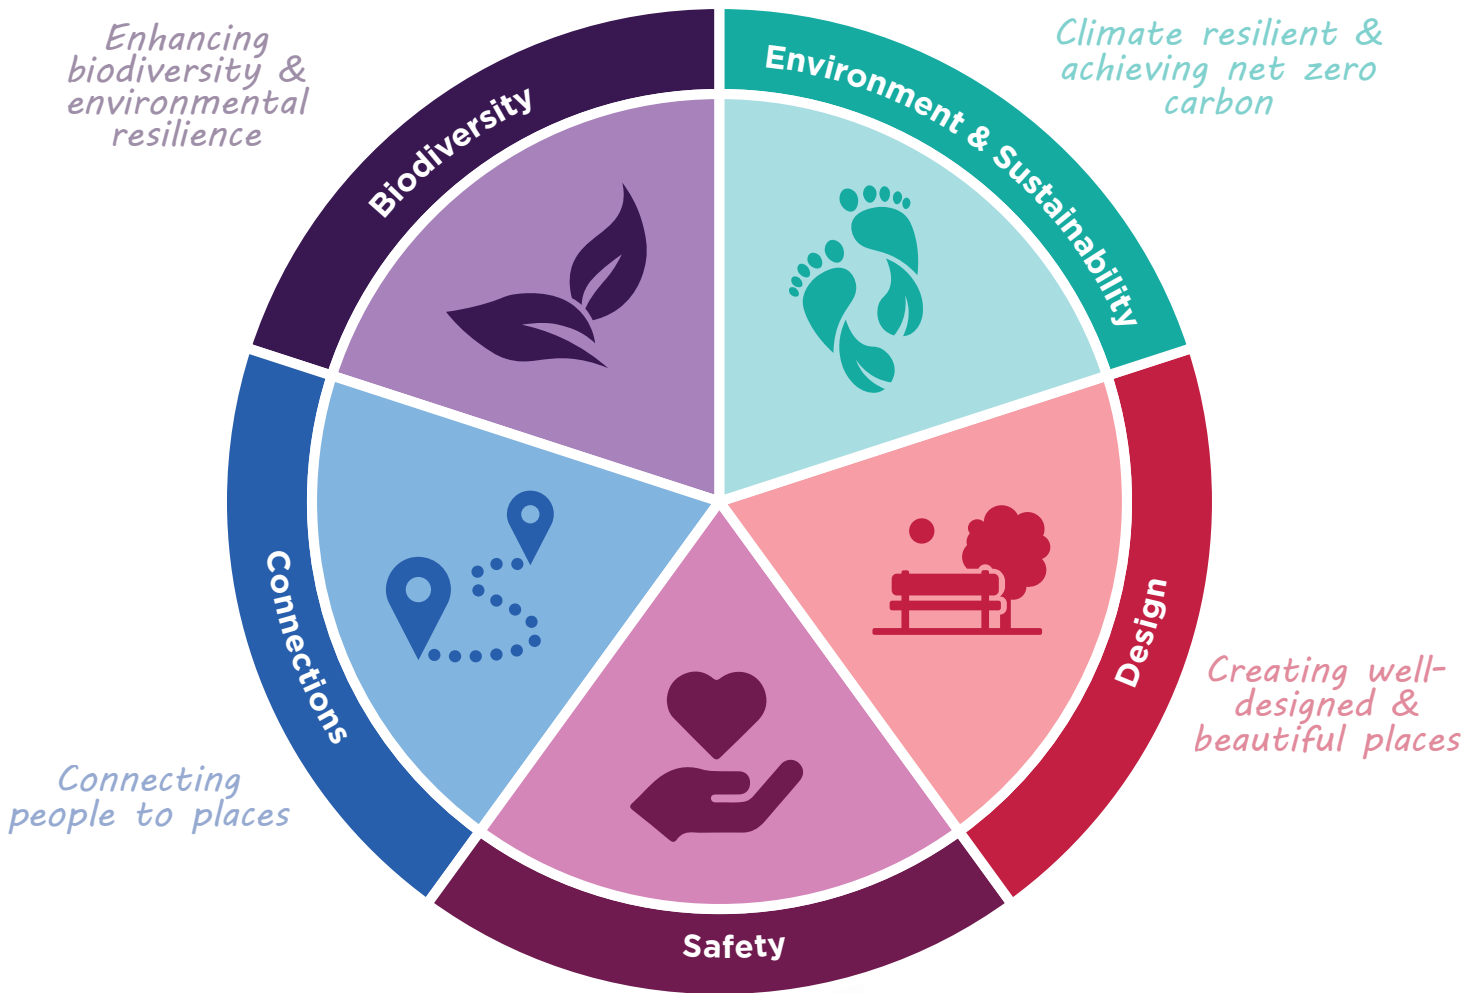 Enhancing
biodiversity &
environmental
resilience
Climate resilient &
achieving net zero
carbon
Biodiversity
Environment & Sustainability
Connections
Design
Creating well-
designed &
beautiful places
Connecting
people to places
Safety